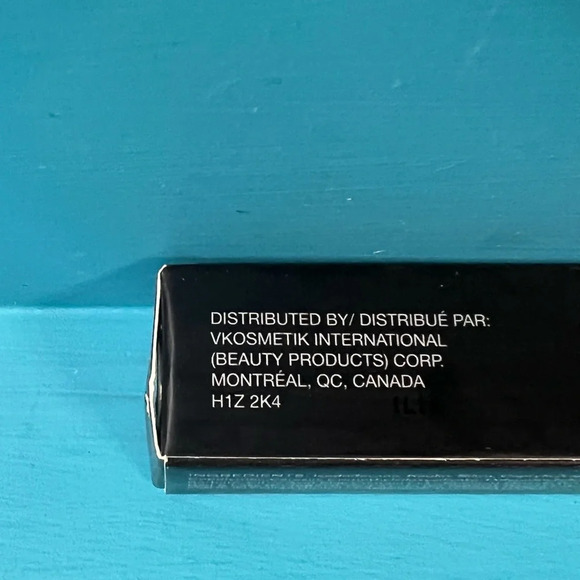 DISTRIBUTED BY/ DISTRIBUÉ PAR:
VKOSMETIK INTERNATIONAL
(BEAUTY PRODUCTS) CORP.
MONTRÉAL, QC, CANADA
H1Z 2K4